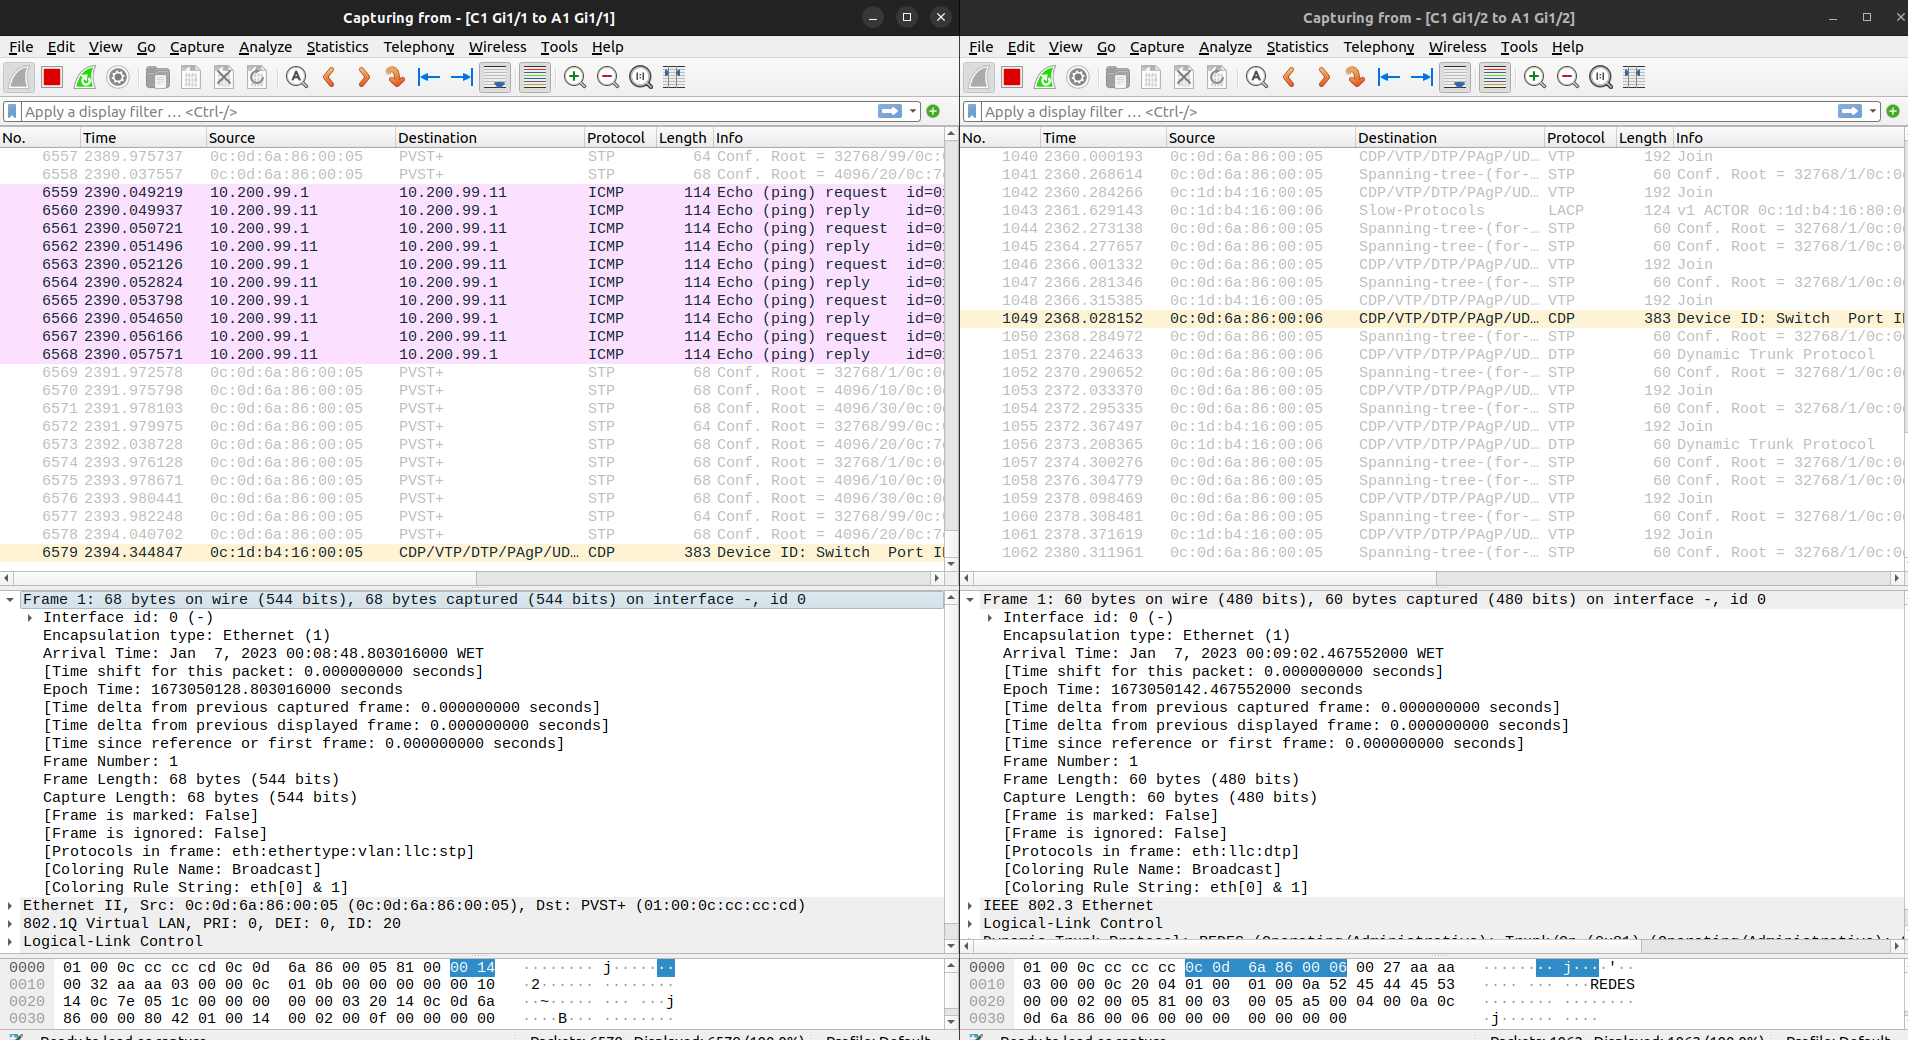 Capturing from - [C1 Gi1/1 to A1 Gi1/1]
File Edit View Go Capture Analyze Statistics Telephony Wireless Tools Help
Apply a display filter … <Ctrl-/>
No. Time Source Destination Protocol Length Info
6557 2389.975737 0c:0d:6a:86:00:05 PVST+ STP 64 Conf. Root = 32768/99/0c:
6558 2390.037557 0c:0d:6a:86:00:05 PVST+ STP 68 Conf. Root = 4096/20/0c:7
6559 2390.049219 10.200.99.1 10.200.99.11 ICMP 114 Echo (ping) request id=0
6560 2390.049937 10.200.99.11 10.200.99.1 ICMP 114 Echo (ping) reply id=0
6561 2390.050721 10.200.99.1 10.200.99.11 ICMP 114 Echo (ping) request id=0
6562 2390.051496 10.200.99.11 10.200.99.1 ICMP 114 Echo (ping) reply id=0
6563 2390.052126 10.200.99.1 10.200.99.11 ICMP 114 Echo (ping) request id=0
6564 2390.052824 10.200.99.11 10.200.99.1 ICMP 114 Echo (ping) reply id=0
6565 2390.053798 10.200.99.1 10.200.99.11 ICMP 114 Echo (ping) request id=0
6566 2390.054650 10.200.99.11 10.200.99.1 ICMP 114 Echo (ping) reply id=0
6567 2390.056166 10.200.99.1 10.200.99.11 ICMP 114 Echo (ping) request id=0
6568 2390.057571 10.200.99.11 10.200.99.1 ICMP 114 Echo (ping) reply id=0
6569 2391.972578 0c:0d:6a:86:00:05 PVST+ STP 68 Conf. Root = 32768/1/0c:0
6570 2391.975798 0c:0d:6a:86:00:05 PVST+ STP 68 Conf. Root = 4096/10/0c:0
6571 2391.978103 0c:0d:6a:86:00:05 PVST+ STP 68 Conf. Root = 4096/30/0c:0
6572 2391.979975 0c:0d:6a:86:00:05 PVST+ STP 64 Conf. Root = 32768/99/0c:
6573 2392.038728 0c:0d:6a:86:00:05 PVST+ STP 68 Conf. Root = 4096/20/0c:7
6574 2393.976128 0c:0d:6a:86:00:05 PVST+ STP 68 Conf. Root = 32768/1/0c:0
6575 2393.978671 0c:0d:6a:86:00:05 PVST+ STP 68 Conf. Root = 4096/10/0c:0
6576 2393.980441 0c:0d:6a:86:00:05 PVST+ STP 68 Conf. Root = 4096/30/0c:0
6577 2393.982248 0c:0d:6a:86:00:05 PVST+ STP 64 Conf. Root = 32768/99/0c:
6578 2394.040702 0c:0d:6a:86:00:05 PVST+ STP 68 Conf. Root = 4096/20/0c:7
6579 2394.344847 0c:1d:b4:16:00:05 CDP/VTP/DTP/PAgP/UD… CDP 383 Device ID: Switch Port I
Frame 1: 68 bytes on wire (544 bits), 68 bytes captured (544 bits) on interface -, id 0
Interface id: 0 (-)
Encapsulation type: Ethernet (1)
Arrival Time: Jan 7, 2023 00:08:48.803016000 WET
[Time shift for this packet: 0.000000000 seconds]
Epoch Time: 1673050128.803016000 seconds
[Time delta from previous captured frame: 0.000000000 seconds]
[Time delta from previous displayed frame: 0.000000000 seconds]
[Time since reference or first frame: 0.000000000 seconds]
Frame Number: 1
Frame Length: 68 bytes (544 bits)
Capture Length: 68 bytes (544 bits)
[Frame is marked: False]
[Frame is ignored: False]
[Protocols in frame: eth:ethertype:vlan:llc:stp]
[Coloring Rule Name: Broadcast]
[Coloring Rule String: eth[0] & 1]
Ethernet II, Src: 0c:0d:6a:86:00:05 (0c:0d:6a:86:00:05), Dst: PVST+ (01:00:0c:cc:cc:cd)
802.1Q Virtual LAN, PRI: 0, DEI: 0, ID: 20
Logical-Link Control
0000 01 00 0c cc cc cd 0c 0d 6a 86 00 05 81 00 00 14 ········ j·······
0010 00 32 aa aa 03 00 00 0c 01 0b 00 00 00 00 00 10 ·2······ ········
0020 14 0c 7e 05 1c 00 00 00 00 00 03 20 14 0c 0d 6a ··~····· ··· ···j
0030 86 00 00 80 42 01 00 14 00 02 00 0f 00 00 00 00 ····B··· ········
Ready to load or capture Packets: 6579 · Displayed: 6579 (100.0%) Profile: Default
Capturing from - [C1 Gi1/2 to A1 Gi1/2]
File Edit View Go Capture Analyze Statistics Telephony Wireless Tools Help
Apply a display filter … <Ctrl-/>
No. Time Source Destination Protocol Length Info
1040 2360.000193 0c:0d:6a:86:00:05 CDP/VTP/DTP/PAgP/UD… VTP 192 Join
1041 2360.268614 0c:0d:6a:86:00:05 Spanning-tree-(for-… STP 60 Conf. Root = 32768/1/0c:0
1042 2360.284266 0c:1d:b4:16:00:05 CDP/VTP/DTP/PAgP/UD… VTP 192 Join
1043 2361.629143 0c:1d:b4:16:00:06 Slow-Protocols LACP 124 v1 ACTOR 0c:1d:b4:16:80:0
1044 2362.273138 0c:0d:6a:86:00:05 Spanning-tree-(for-… STP 60 Conf. Root = 32768/1/0c:0
1045 2364.277657 0c:0d:6a:86:00:05 Spanning-tree-(for-… STP 60 Conf. Root = 32768/1/0c:0
1046 2366.001332 0c:0d:6a:86:00:05 CDP/VTP/DTP/PAgP/UD… VTP 192 Join
1047 2366.281346 0c:0d:6a:86:00:05 Spanning-tree-(for-… STP 60 Conf. Root = 32768/1/0c:0
1048 2366.315385 0c:1d:b4:16:00:05 CDP/VTP/DTP/PAgP/UD… VTP 192 Join
1049 2368.028152 0c:0d:6a:86:00:06 CDP/VTP/DTP/PAgP/UD… CDP 383 Device ID: Switch Port I
1050 2368.284972 0c:0d:6a:86:00:05 Spanning-tree-(for-… STP 60 Conf. Root = 32768/1/0c:0
1051 2370.224633 0c:0d:6a:86:00:06 CDP/VTP/DTP/PAgP/UD… DTP 60 Dynamic Trunk Protocol
1052 2370.290652 0c:0d:6a:86:00:05 Spanning-tree-(for-… STP 60 Conf. Root = 32768/1/0c:0
1053 2372.033370 0c:0d:6a:86:00:05 CDP/VTP/DTP/PAgP/UD… VTP 192 Join
1054 2372.295335 0c:0d:6a:86:00:05 Spanning-tree-(for-… STP 60 Conf. Root = 32768/1/0c:0
1055 2372.367497 0c:1d:b4:16:00:05 CDP/VTP/DTP/PAgP/UD… VTP 192 Join
1056 2373.208365 0c:1d:b4:16:00:06 CDP/VTP/DTP/PAgP/UD… DTP 60 Dynamic Trunk Protocol
1057 2374.300276 0c:0d:6a:86:00:05 Spanning-tree-(for-… STP 60 Conf. Root = 32768/1/0c:0
1058 2376.304779 0c:0d:6a:86:00:05 Spanning-tree-(for-… STP 60 Conf. Root = 32768/1/0c:0
1059 2378.098469 0c:0d:6a:86:00:05 CDP/VTP/DTP/PAgP/UD… VTP 192 Join
1060 2378.308481 0c:0d:6a:86:00:05 Spanning-tree-(for-… STP 60 Conf. Root = 32768/1/0c:0
1061 2378.371619 0c:1d:b4:16:00:05 CDP/VTP/DTP/PAgP/UD… VTP 192 Join
1062 2380.311961 0c:0d:6a:86:00:05 Spanning-tree-(for-… STP 60 Conf. Root = 32768/1/0c:0
Frame 1: 60 bytes on wire (480 bits), 60 bytes captured (480 bits) on interface -, id 0
Interface id: 0 (-)
Encapsulation type: Ethernet (1)
Arrival Time: Jan 7, 2023 00:09:02.467552000 WET
[Time shift for this packet: 0.000000000 seconds]
Epoch Time: 1673050142.467552000 seconds
[Time delta from previous captured frame: 0.000000000 seconds]
[Time delta from previous displayed frame: 0.000000000 seconds]
[Time since reference or first frame: 0.000000000 seconds]
Frame Number: 1
Frame Length: 60 bytes (480 bits)
Capture Length: 60 bytes (480 bits)
[Frame is marked: False]
[Frame is ignored: False]
[Protocols in frame: eth:llc:dtp]
[Coloring Rule Name: Broadcast]
[Coloring Rule String: eth[0] & 1]
IEEE 802.3 Ethernet
Logical-Link Control
Dynamic Trunk Protocol: REDES (Operating/Administrative): Trunk/On (0x81) (Operating/Administrative):
0000 01 00 0c cc cc cc 0c 0d 6a 86 00 06 00 27 aa aa ········ j····'··
0010 03 00 00 0c 20 04 01 00 01 00 0a 52 45 44 45 53 ···· ··· ···REDES
0020 00 00 02 00 05 81 00 03 00 05 a5 00 04 00 0a 0c ········ ········
0030 0d 6a 86 00 06 00 00 00 00 00 00 00 ·j······ ····
Ready to load or capture Packets: 1062 · Displayed: 1062 (100.0%) Profile: Default